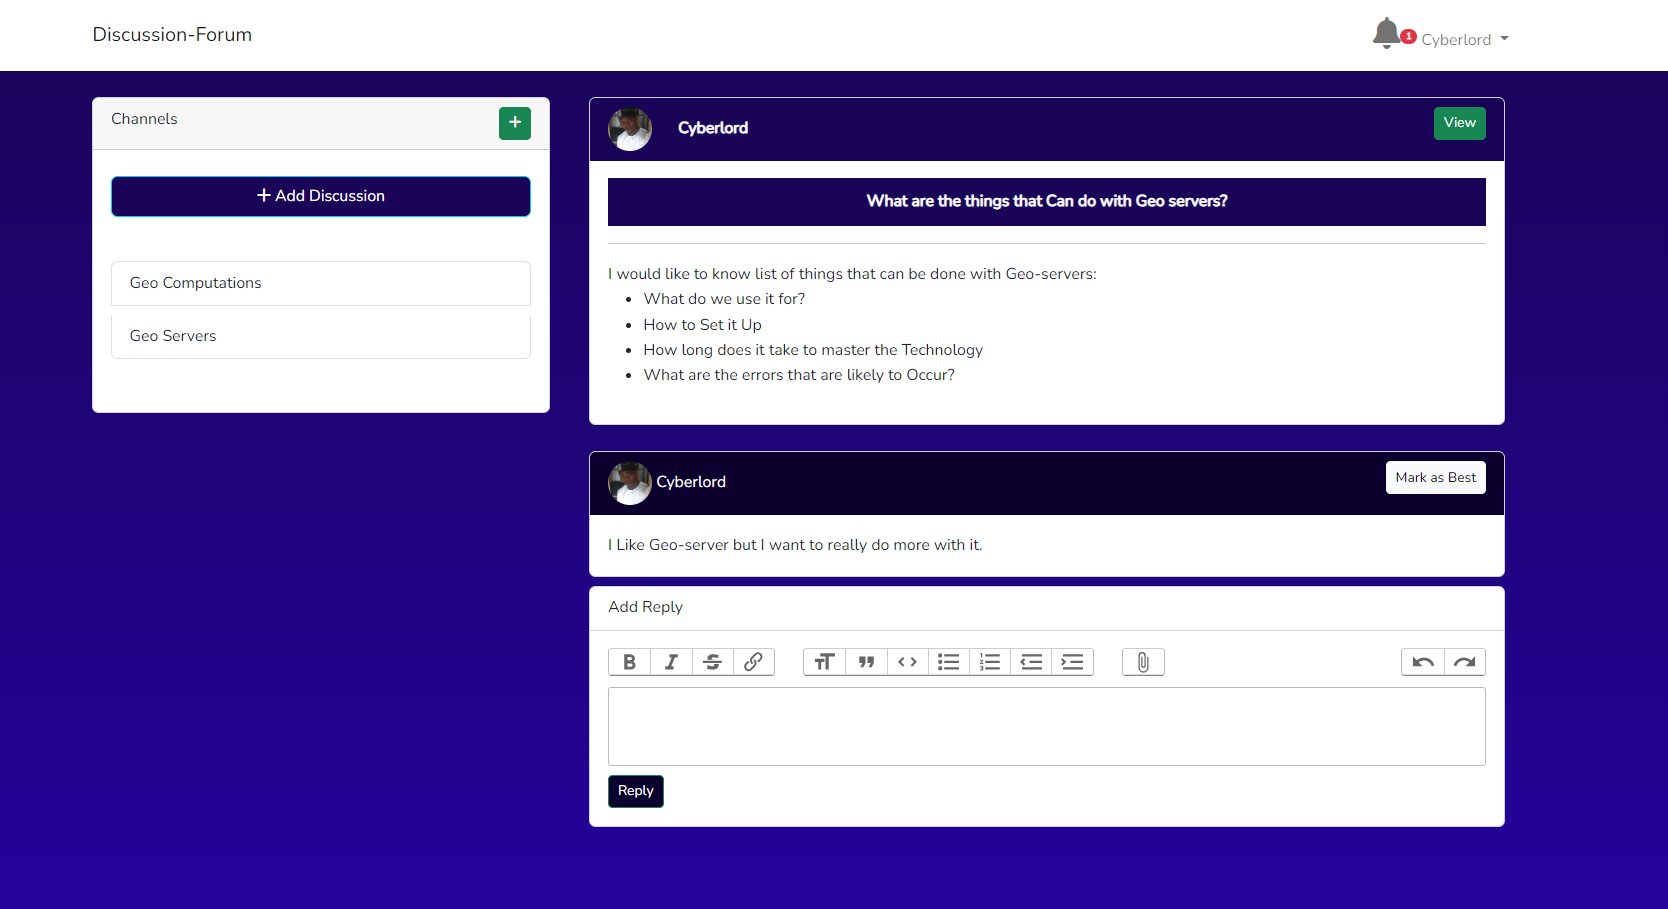 Discussion-Forum
1 Cyberlord
Channels
+
+ Add Discussion
Geo Computations
Geo Servers
Cyberlord
View
What are the things that Can do with Geo servers?
I would like to know list of things that can be done with Geo-servers:
• What do we use it for?
• How to Set it Up
• How long does it take to master the Technology
• What are the errors that are likely to Occur?
Cyberlord
Mark as Best
I Like Geo-server but I want to really do more with it.
Add Reply
Reply